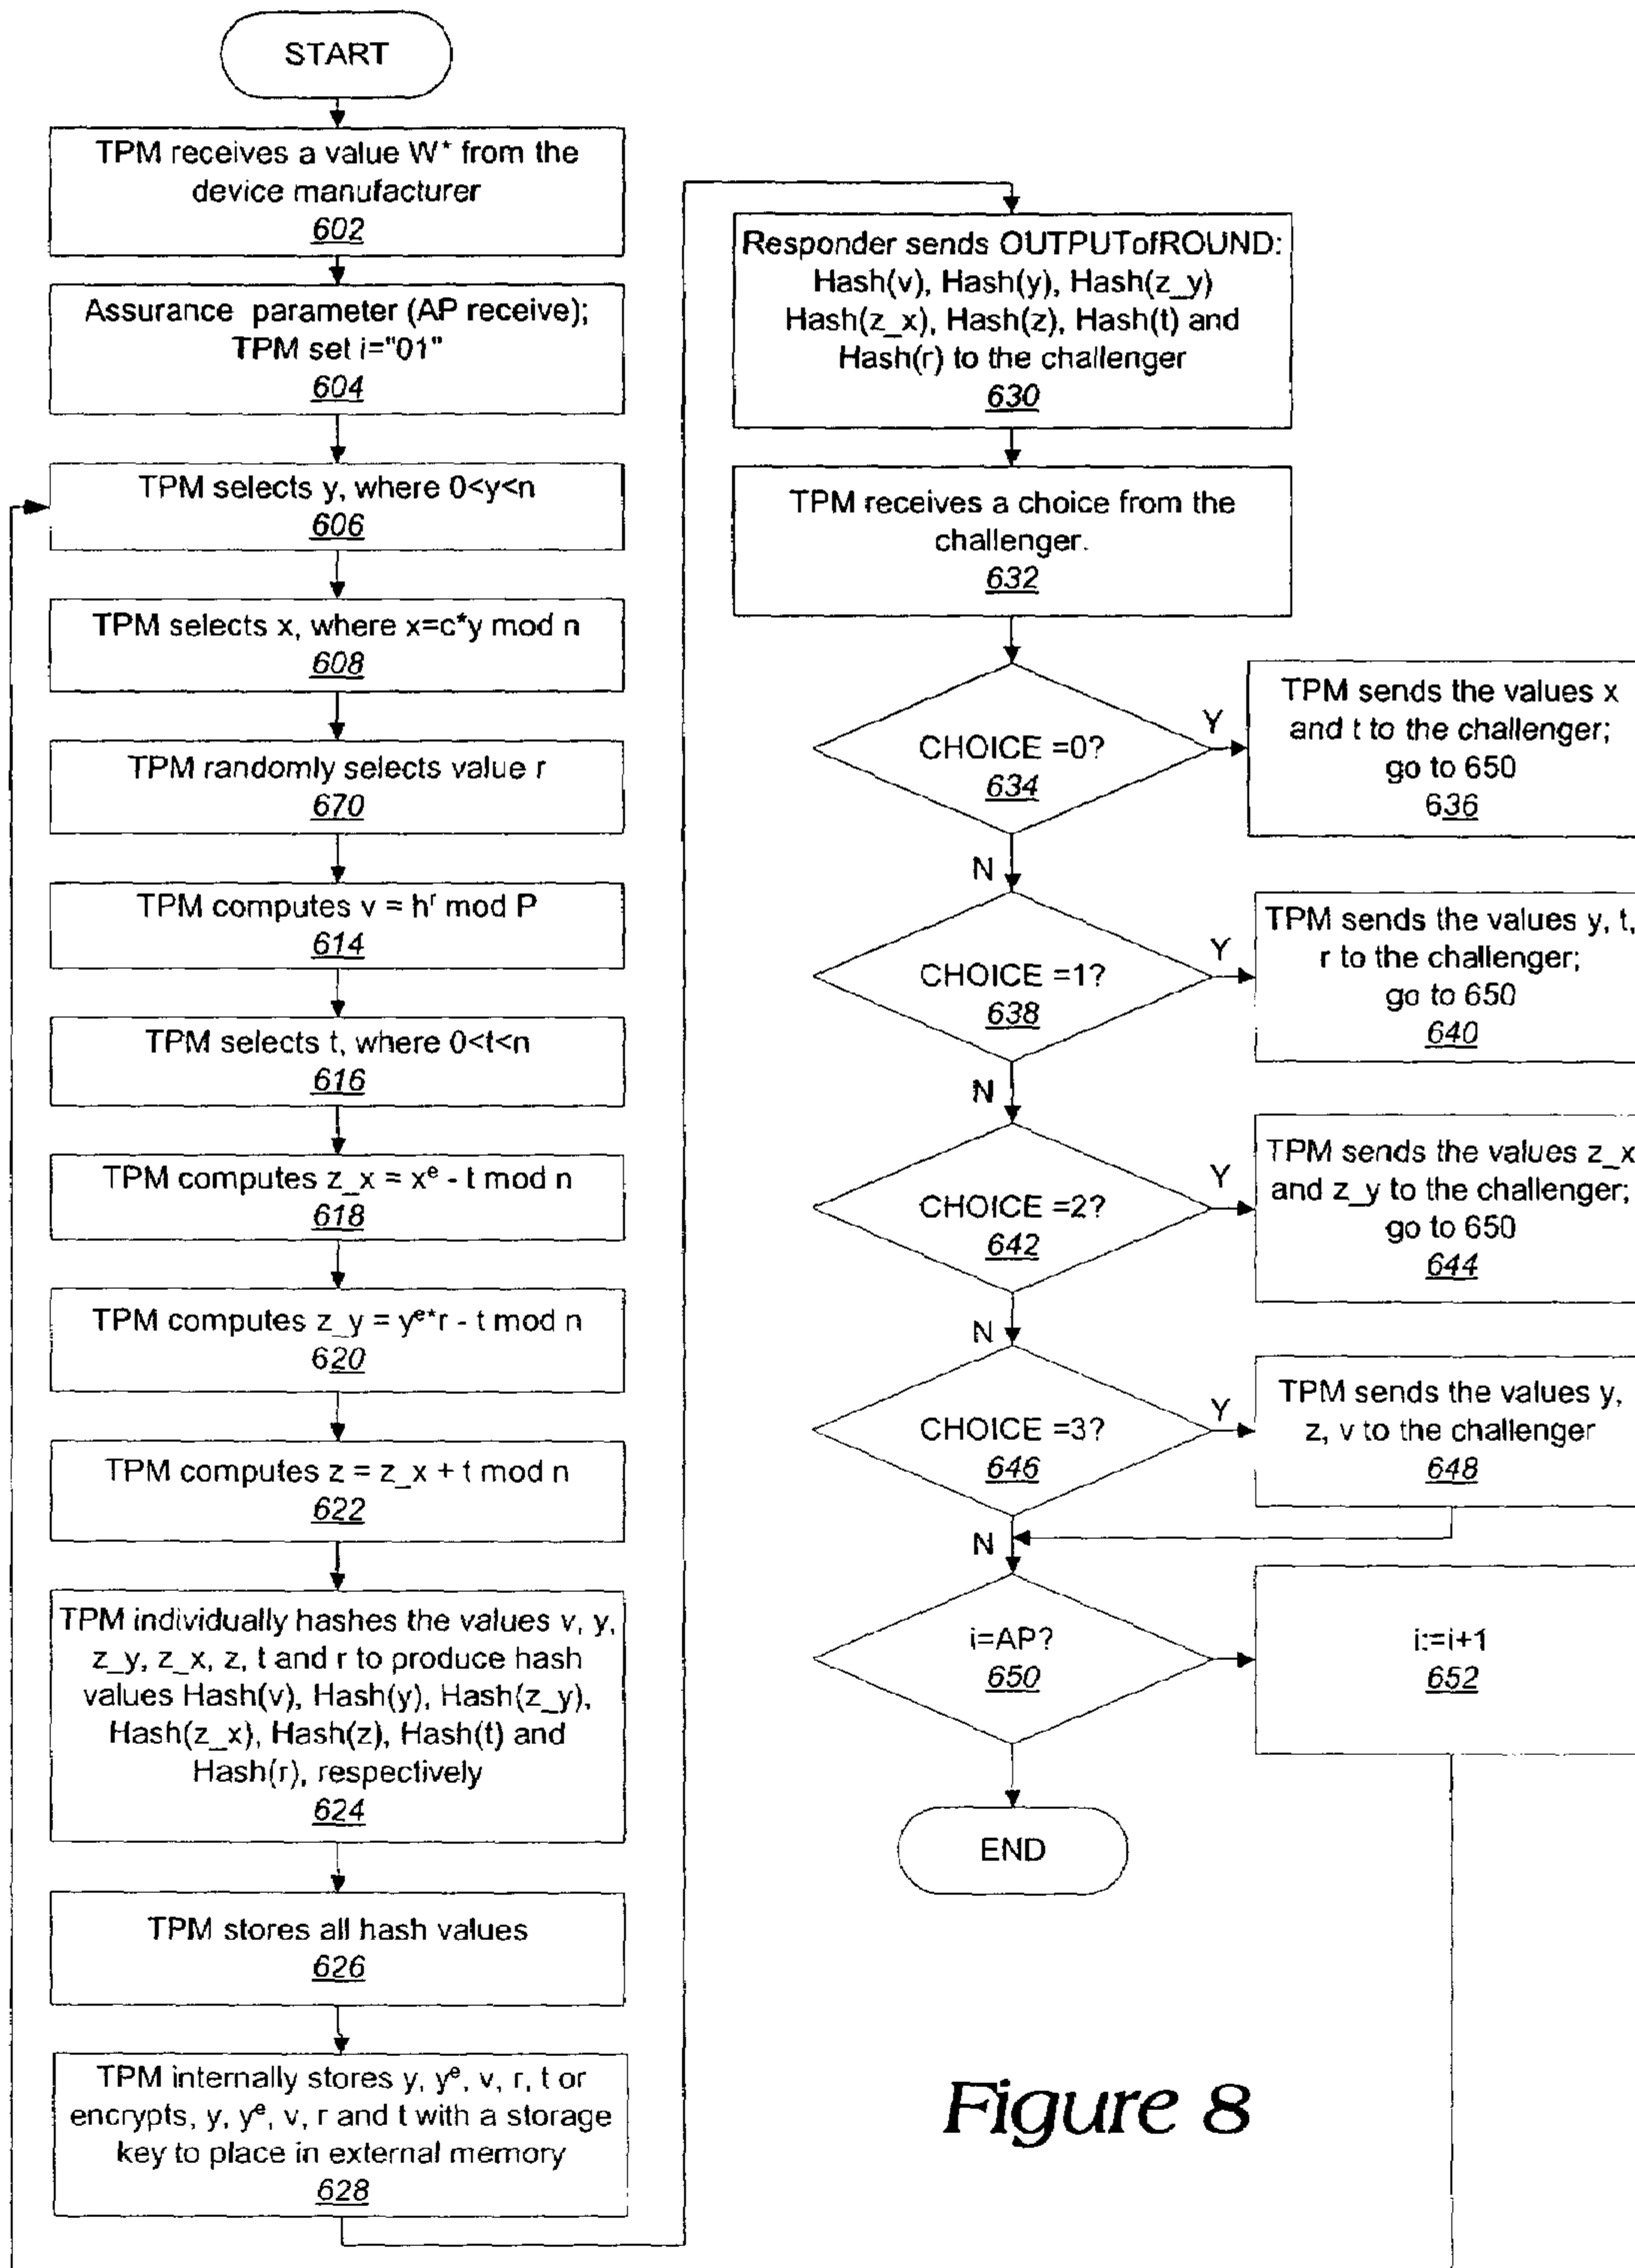 START
TPM receives a value W* from the
device manufacturer
602
Assurance parameter (AP receive);
TPM set i="01"
604
TPM selects y, where 0<y<n
606
TPM selects x, where x=c*y mod n
608
TPM randomly selects value r
670
TPM computes v = hʳ mod P
614
TPM selects t, where 0<t<n
616
TPM computes z_x = xᵉ - t mod n
618
TPM computes z_y = yᵉ*r - t mod n
620
TPM computes z = z_x + t mod n
622
TPM individually hashes the values v, y,
z_y, z_x, z, t and r to produce hash
values Hash(v), Hash(y), Hash(z_y),
Hash(z_x), Hash(z), Hash(t) and
Hash(r), respectively
624
TPM stores all hash values
626
TPM internally stores y, yᵉ, v, r, t or
encrypts, y, yᵉ, v, r and t with a storage
key to place in external memory
628
Responder sends OUTPUTofROUND:
Hash(v), Hash(y), Hash(z_y)
Hash(z_x), Hash(z), Hash(t) and
Hash(r) to the challenger
630
TPM receives a choice from the
challenger.
632
CHOICE =0?
634
Y
TPM sends the values x
and t to the challenger;
go to 650
636
N
CHOICE =1?
638
Y
TPM sends the values y, t,
r to the challenger;
go to 650
640
N
CHOICE =2?
642
Y
TPM sends the values z_x
and z_y to the challenger;
go to 650
644
N
CHOICE =3?
646
Y
TPM sends the values y,
z, v to the challenger
648
N
i=AP?
650
i:=i+1
652
END
Figure 8